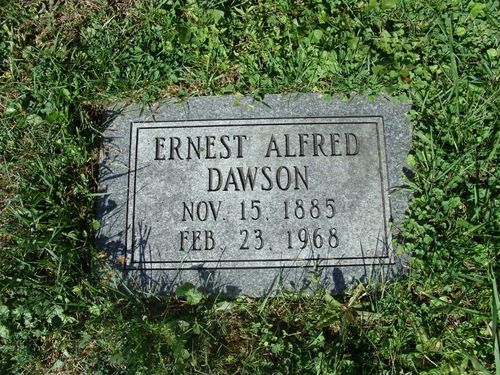 ERNEST ALFRED
DAWSON
NOV. 15. 1885
FEB. 23. 1968